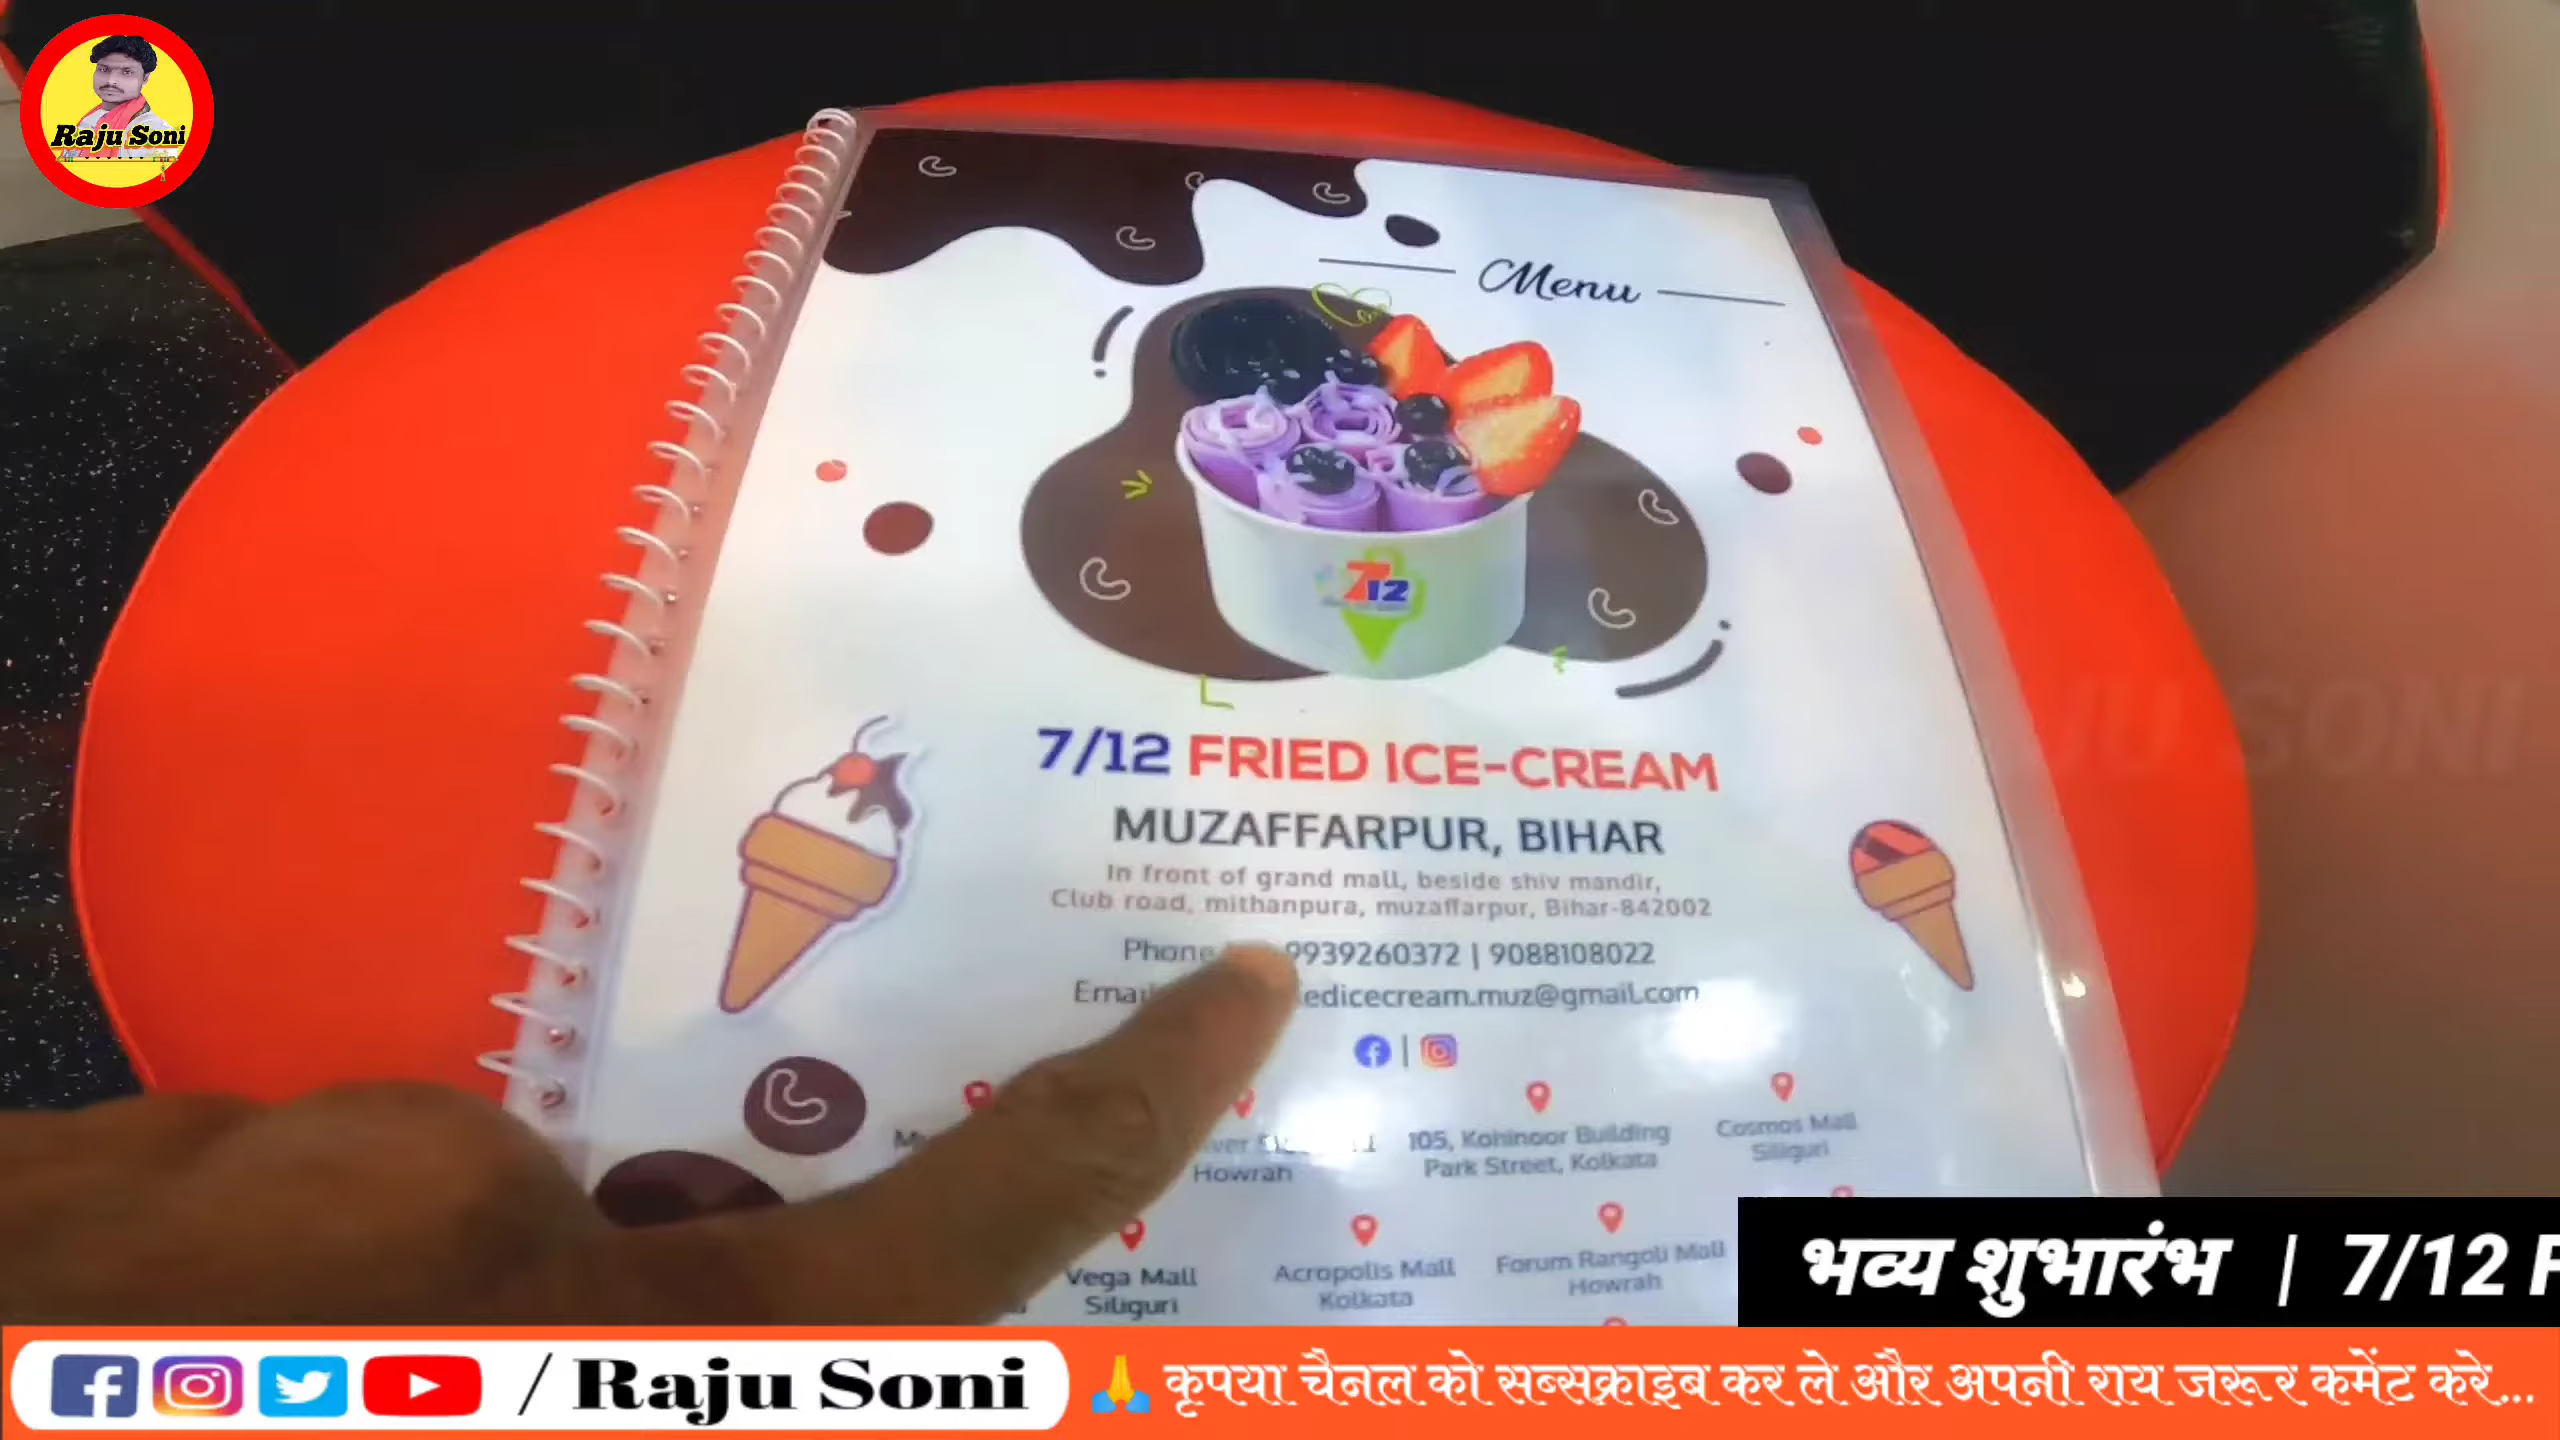 Raju Soni
Menu
7/12
7/12 FRIED ICE-CREAM
MUZAFFARPUR, BIHAR
In front of grand mall, beside shiv mandir,
Club road, mithanpura, muzaffarpur, Bihar-842002
Phone 9939260372 | 9088108022
edicecream.muz@gmail.com
|
Howrah
105, Kohinoor Building
Park Street, Kolkata
Cosmos Mall
Siliguri
Vega Mall
Siliguri
Acropolis Mall
Kolkata
Forum Rangoli Mall
Howrah
SONI
भव्य शुभारंभ | 7/12 F
/ Raju Soni
🙏 कृपया चैनल को सब्सक्राइब कर ले और अपनी राय जरूर कमेंट करे...